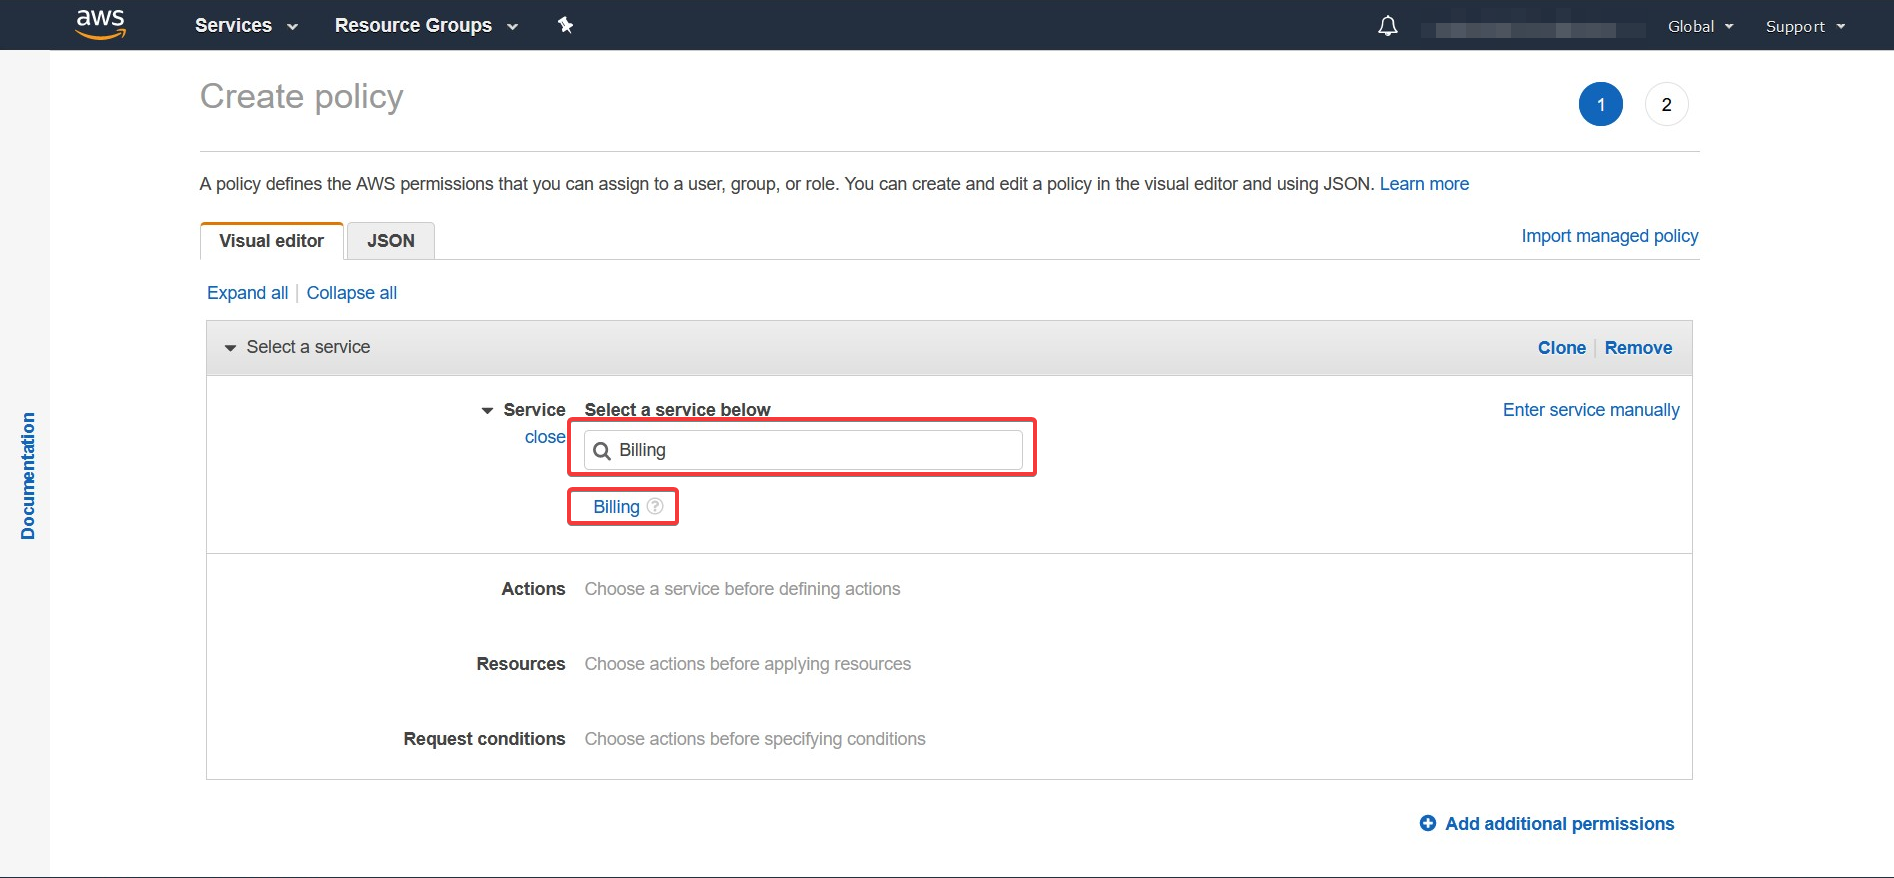 aws Services Resource Groups Global Support
Create policy
1 2
A policy defines the AWS permissions that you can assign to a user, group, or role. You can create and edit a policy in the visual editor and using JSON. Learn more
Visual editor JSON
Import managed policy
Expand all Collapse all
Select a service
Clone Remove
Service Select a service below
Enter service manually
close
Billing
Billing ?
Actions Choose a service before defining actions
Resources Choose actions before applying resources
Request conditions Choose actions before specifying conditions
Add additional permissions
Documentation